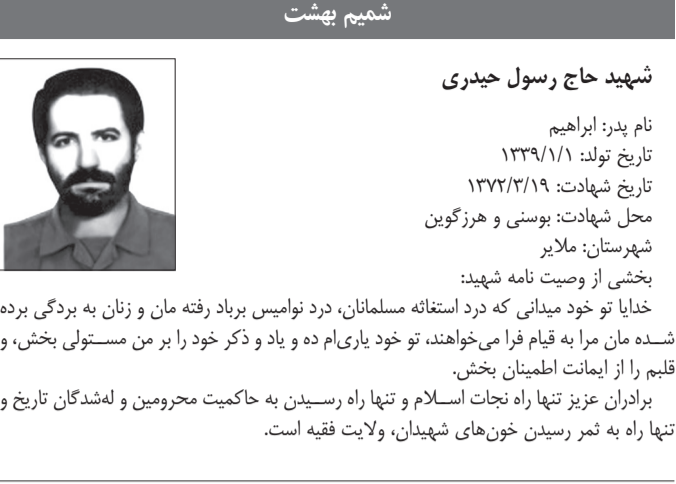 شمیم بهشت
شهید حاج رسول حیدری
نام پدر: ابراهیم
تاریخ تولد: ۱۳۳۹/۱/۱
تاریخ شهادت: ۱۳۷۲/۳/۱۹
محل شهادت: بوسنی و هرزگوین
شهرستان: ملایر
بخشی از وصیت نامه شهید:
خدایا تو خود میدانی که درد استغاثه مسلمانان، درد نوامیس برباد رفته مان و زنان به بردگی برده
شــده مان مرا به قیام فرا می‌خواهند، تو خود یاری‌ام ده و یاد و ذکر خود را بر من مســتولی بخش، و
قلبم را از ایمانت اطمینان بخش.
برادران عزیز تنها راه نجات اســلام و تنها راه رســیدن به حاکمیت محرومین و له‌شدگان تاریخ و
تنها راه به ثمر رسیدن خون‌های شهیدان، ولایت فقیه است.